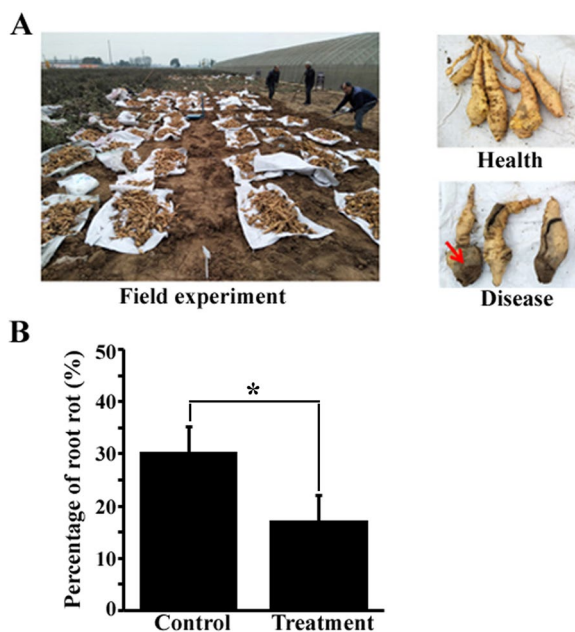 A
Field experiment
Health
Disease
B
Percentage of root rot (%)
50
40
30
20
10
0
*
Control
Treatment